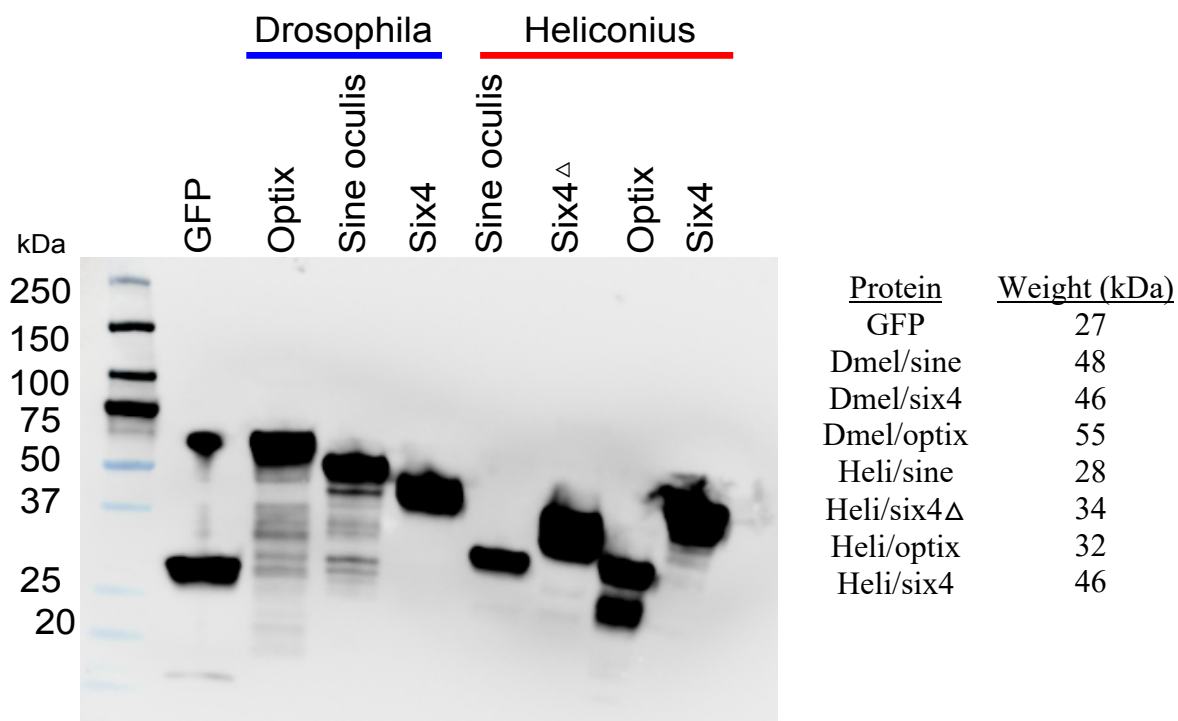 Drosophila
Heliconius
GFP
Optix
Sine oculis
Six4
Sine oculis
Six4△
Optix
Six4
kDa
250
150
100
75
50
37
25
20
Protein Weight (kDa)
GFP 27
Dmel/sine 48
Dmel/six4 46
Dmel/optix 55
Heli/sine 28
Heli/six4△ 34
Heli/optix 32
Heli/six4 46